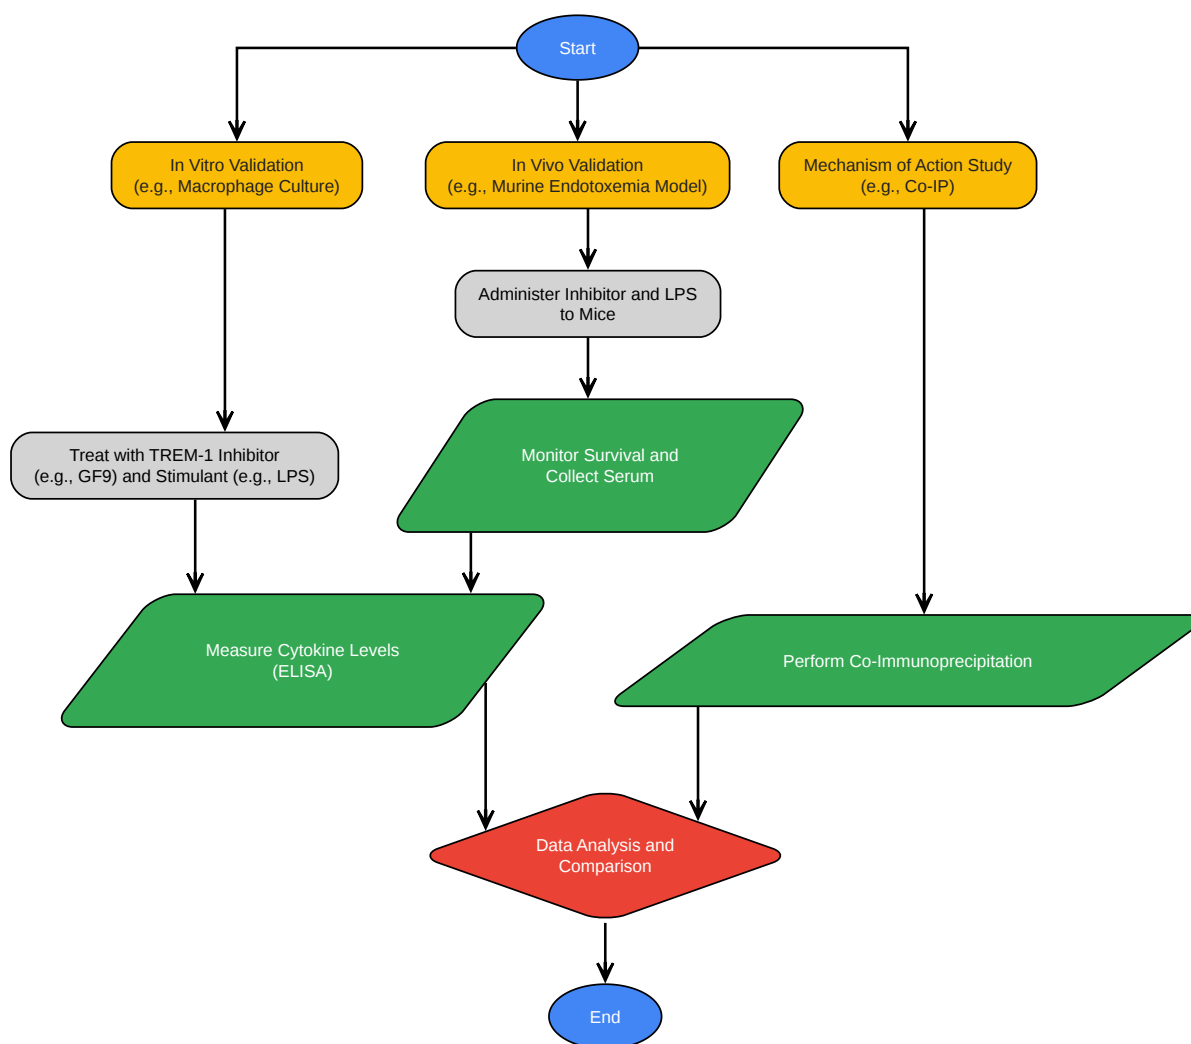 Start
In Vitro Validation
(e.g., Macrophage Culture)
In Vivo Validation
(e.g., Murine Endotoxemia Model)
Mechanism of Action Study
(e.g., Co-IP)
Administer Inhibitor and LPS
to Mice
Treat with TREM-1 Inhibitor
(e.g., GF9) and Stimulant (e.g., LPS)
Monitor Survival and
Collect Serum
Measure Cytokine Levels
(ELISA)
Perform Co-Immunoprecipitation
Data Analysis and
Comparison
End